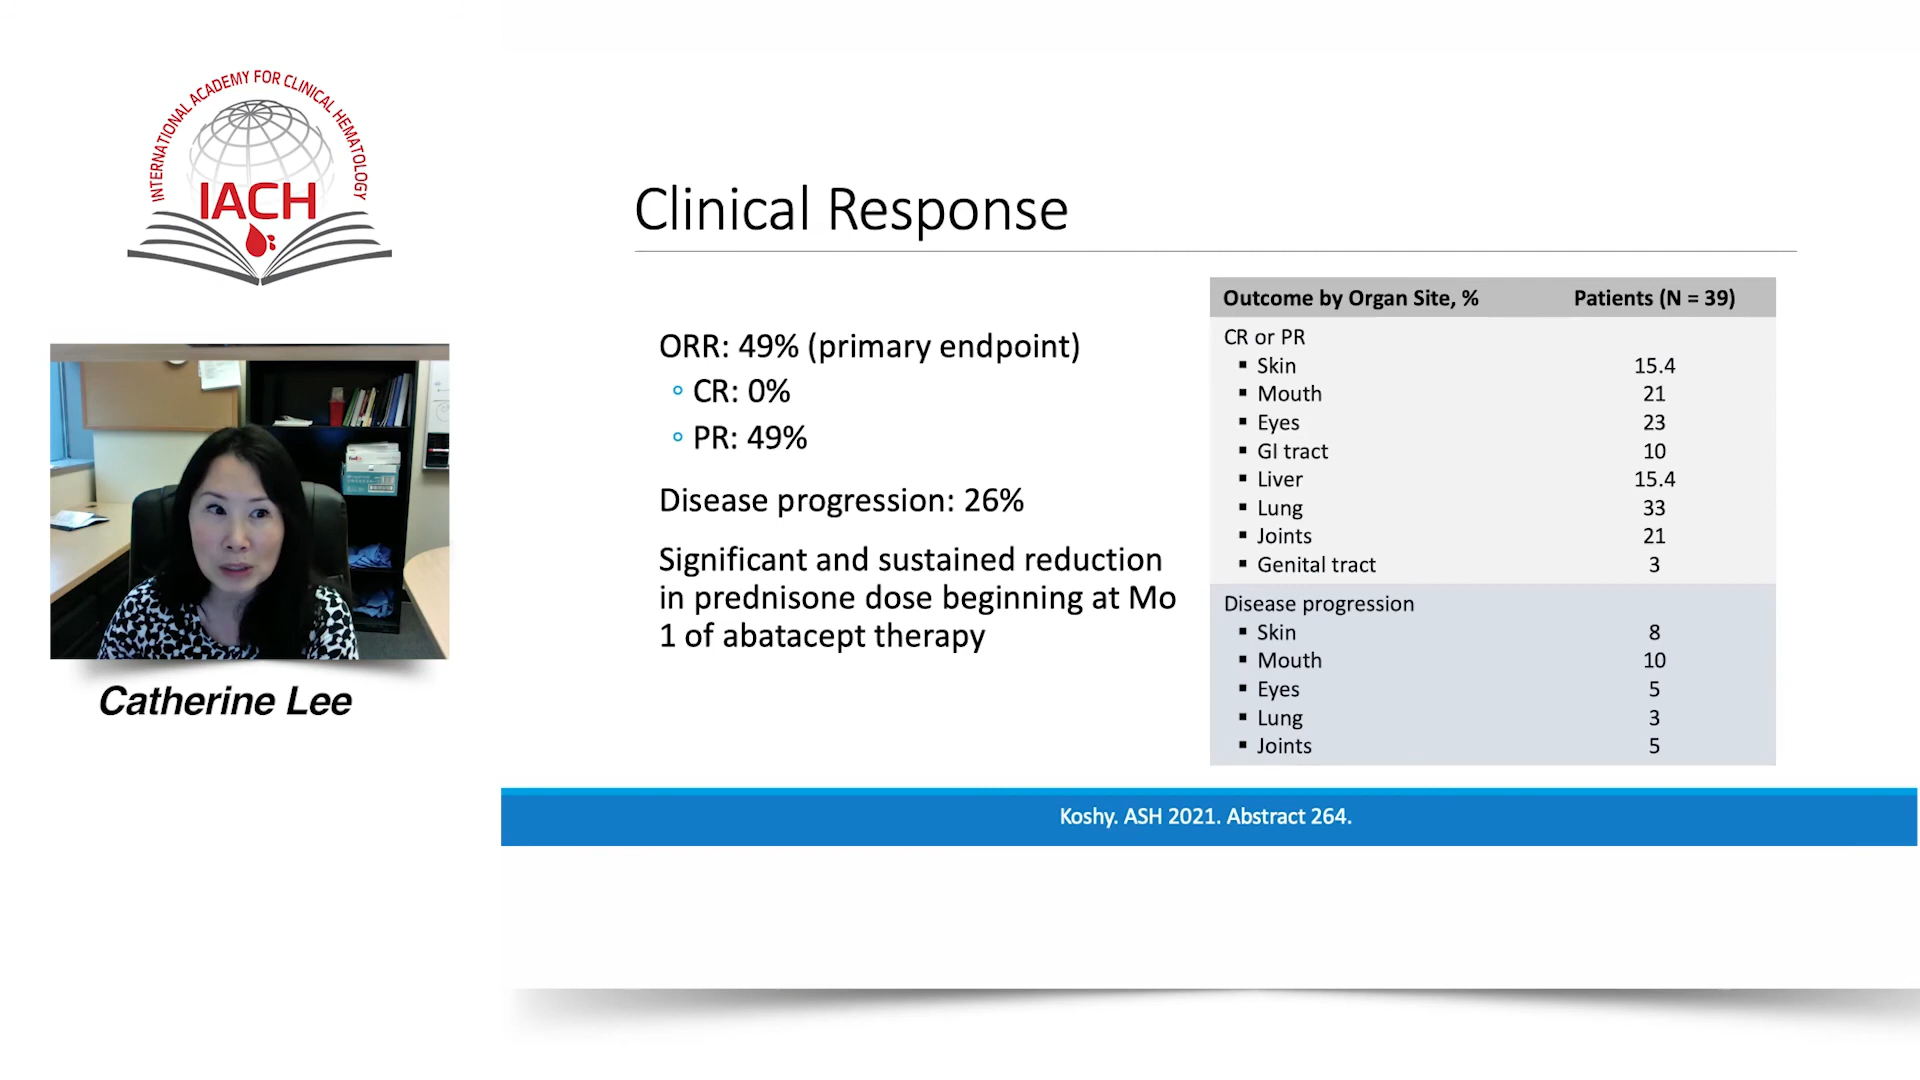 INTERNATIONAL ACADEMY FOR CLINICAL HEMATOLOGY
IACH
Catherine Lee
Clinical Response
ORR: 49% (primary endpoint)
CR: 0%
PR: 49%
Disease progression: 26%
Significant and sustained reduction
in prednisone dose beginning at Mo
1 of abatacept therapy
Outcome by Organ Site, % Patients (N = 39)
CR or PR
▪ Skin 15.4
▪ Mouth 21
▪ Eyes 23
▪ GI tract 10
▪ Liver 15.4
▪ Lung 33
▪ Joints 21
▪ Genital tract 3
Disease progression
▪ Skin 8
▪ Mouth 10
▪ Eyes 5
▪ Lung 3
▪ Joints 5
Koshy. ASH 2021. Abstract 264.